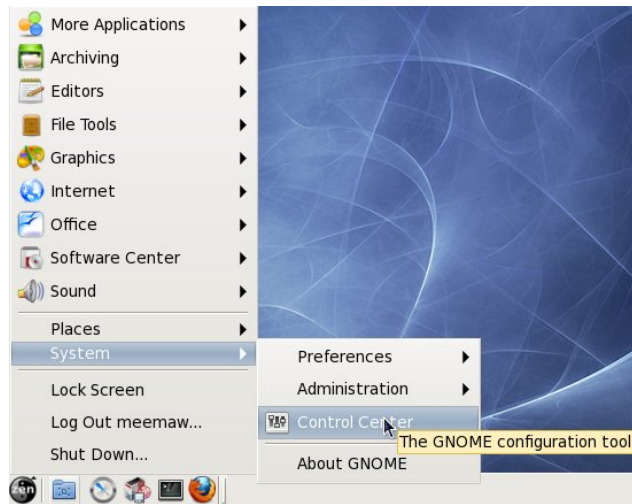 More Applications
Archiving
Editors
File Tools
Graphics
Internet
Office
Software Center
Sound
Places
System
Lock Screen
Log Out meemaw...
Shut Down...
Preferences
Administration
Control Center
The GNOME configuration tool
About GNOME
zen